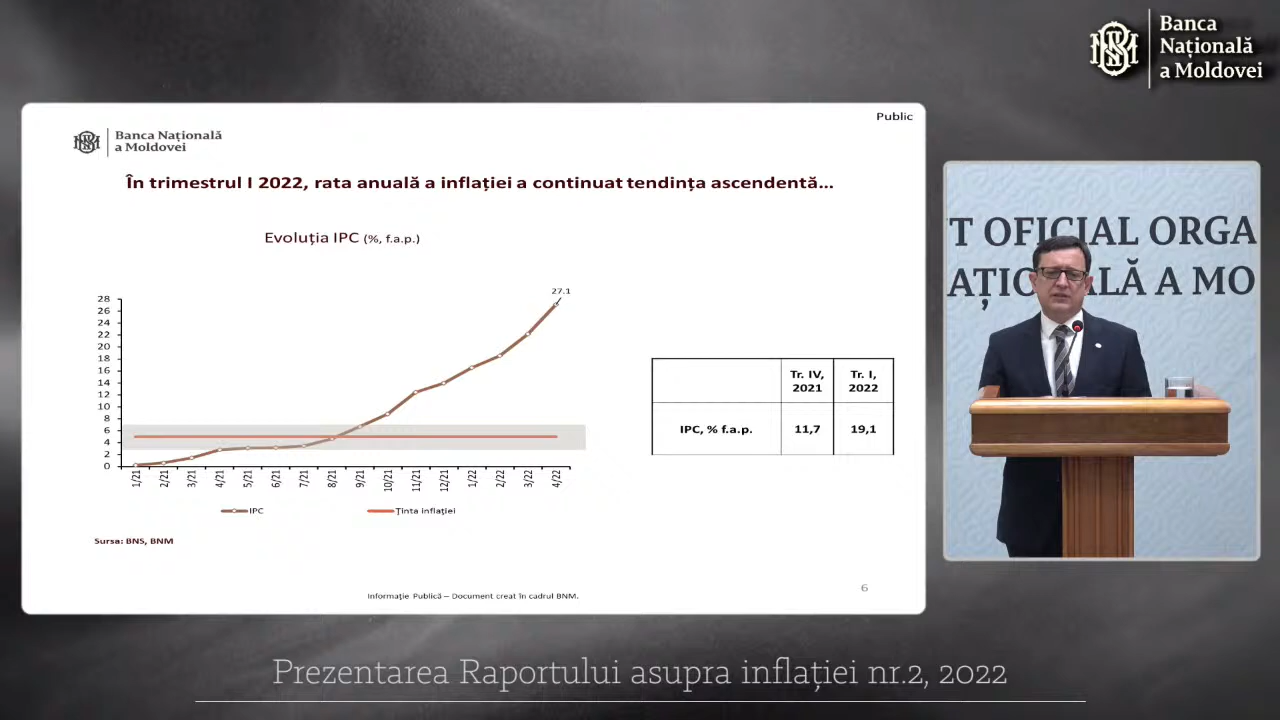 Banca
Națională
a Moldovei
Public
Banca Națională
a Moldovei
În trimestrul I 2022, rata anuală a inflației a continuat tendința ascendentă...
Evoluția IPC (%, f.a.p.)
27.1
28
26
24
22
20
18
16
14
12
10
8
6
4
2
0
1/21 2/21 3/21 4/21 5/21 6/21 7/21 8/21 9/21 10/21 11/21 12/21 1/22 2/22 3/22 4/22
IPC Ținta inflației
Sursa: BNS, BNM
Tr. IV, 2021 Tr. I, 2022
IPC, % f.a.p. 11,7 19,1
Informație Publică – Document creat în cadrul BNM.
6
T OFICIAL ORGA
AȚIO ALĂ A MO
Prezentarea Raportului asupra inflației nr.2, 2022